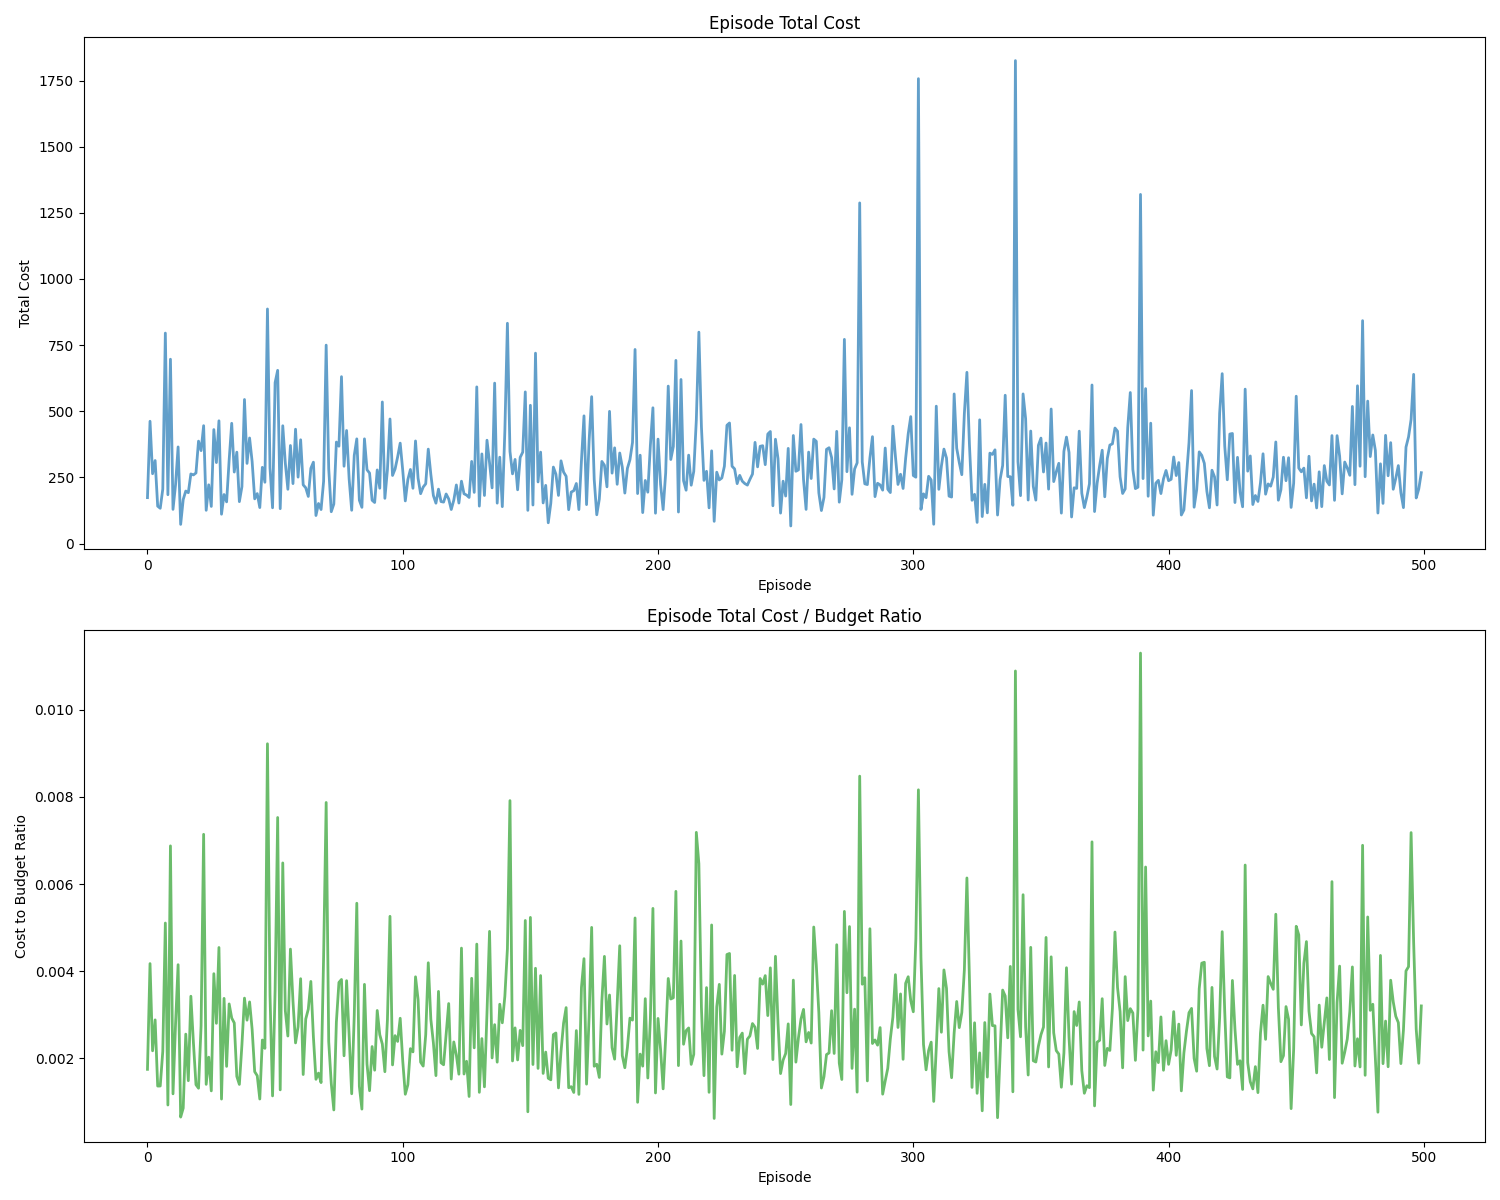 Episode Total Cost
1750
1500
1250
1000
750
500
250
0
Total Cost
0 100 200 300 400 500
Episode
Episode Total Cost / Budget Ratio
0.010
0.008
0.006
0.004
0.002
Cost to Budget Ratio
0 100 200 300 400 500
Episode